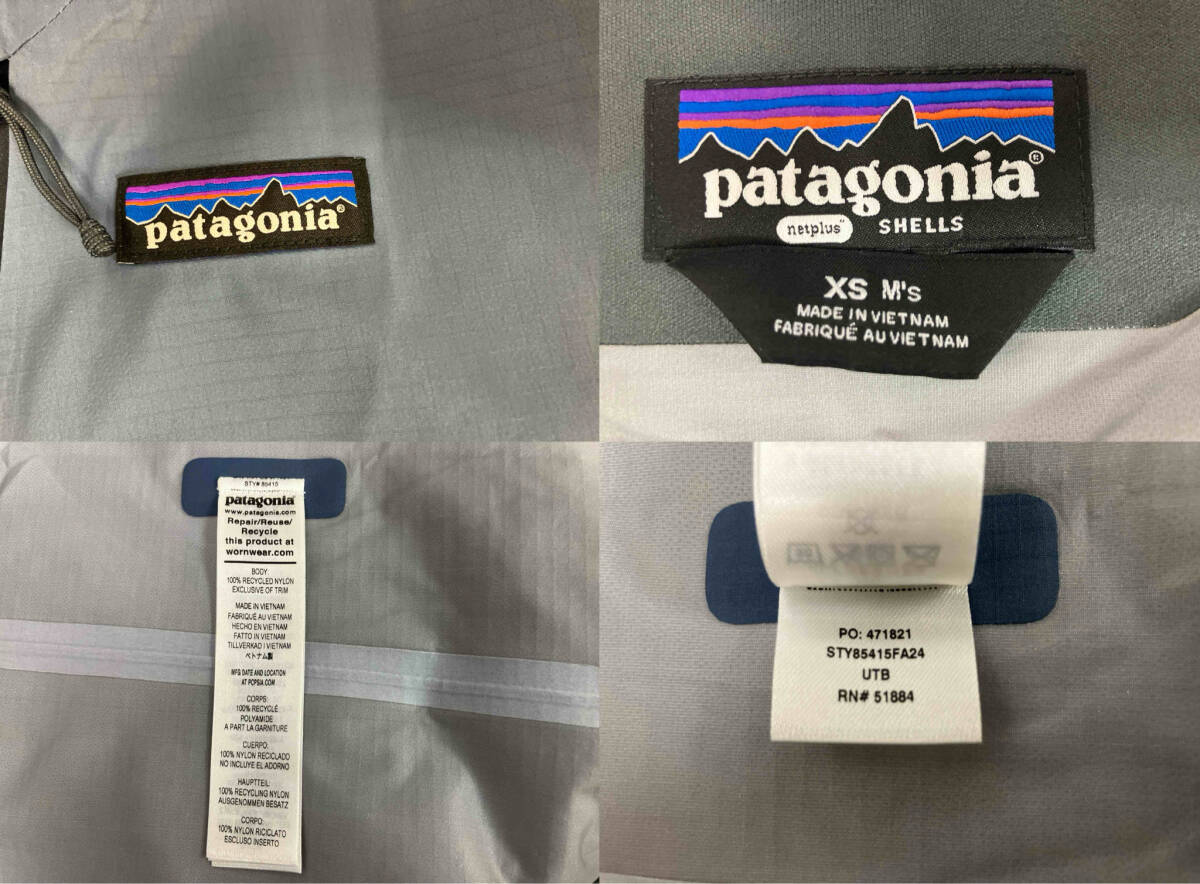 patagonia®
patagonia®
netplus™ SHELLS
XS M's
MADE IN VIETNAM
FABRIQUÉ AU VIETNAM
STY# 85415
patagonia®
www.patagonia.com
Repair/Reuse/
Recycle
this product at
wornwear.com
BODY:
100% RECYCLED NYLON
EXCLUSIVE OF TRIM
MADE IN VIETNAM
FABRIQUÉ AU VIETNAM
HECHO EN VIETNAM
FATTO IN VIETNAM
TILLVERKAD I VIETNAM
ベトナム製
MFG DATE AND LOCATION
AT PCPSIA.COM
CORPS:
100% RECYCLÉ
POLYAMIDE
A PART LA GARNITURE
CUERPO:
100% NYLON RECICLADO
NO INCLUYE EL ADORNO
HAUPTTEIL:
100% RECYCLING NYLON
AUSGENOMMEN BESATZ
CORPO:
100% NYLON RICICLATO
ESCLUSO INSERTO
PO: 471821
STY85415FA24
UTB
RN# 51884